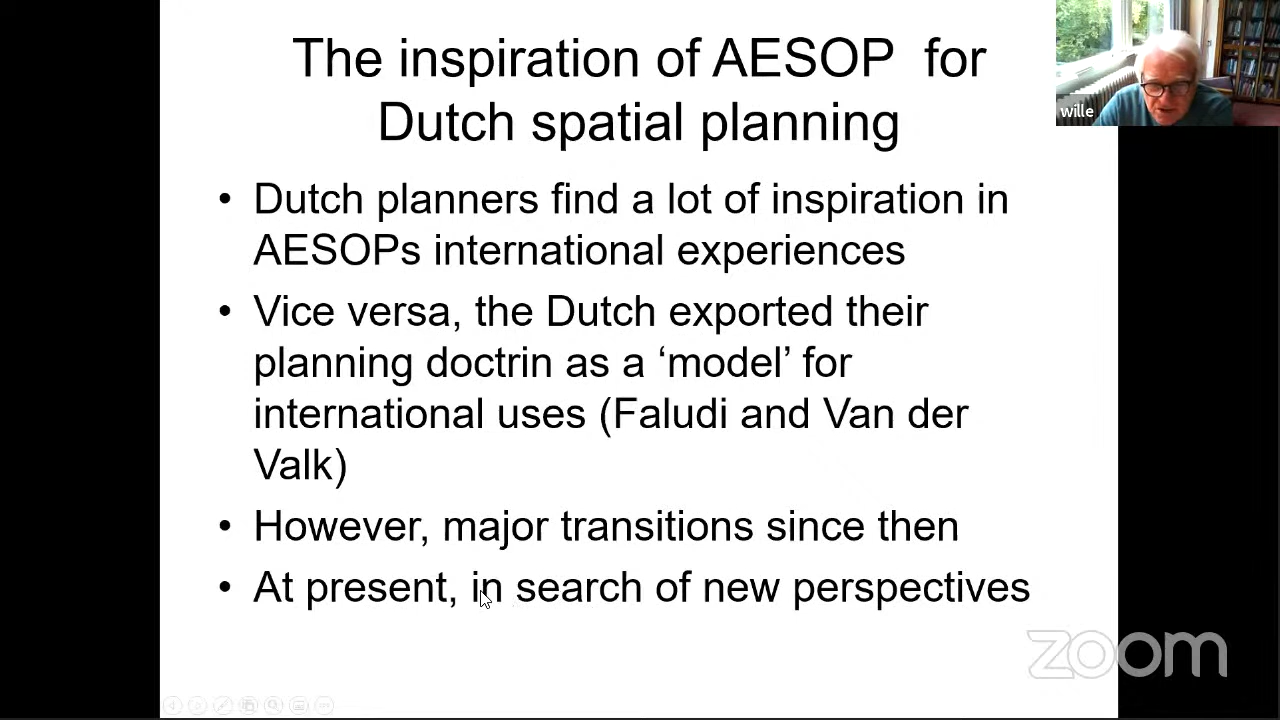 The inspiration of AESOP for
Dutch spatial planning
wille
• Dutch planners find a lot of inspiration in
AESOPs international experiences
• Vice versa, the Dutch exported their
planning doctrin as a ‘model’ for
international uses (Faludi and Van der
Valk)
• However, major transitions since then
• At present, in search of new perspectives
zoom